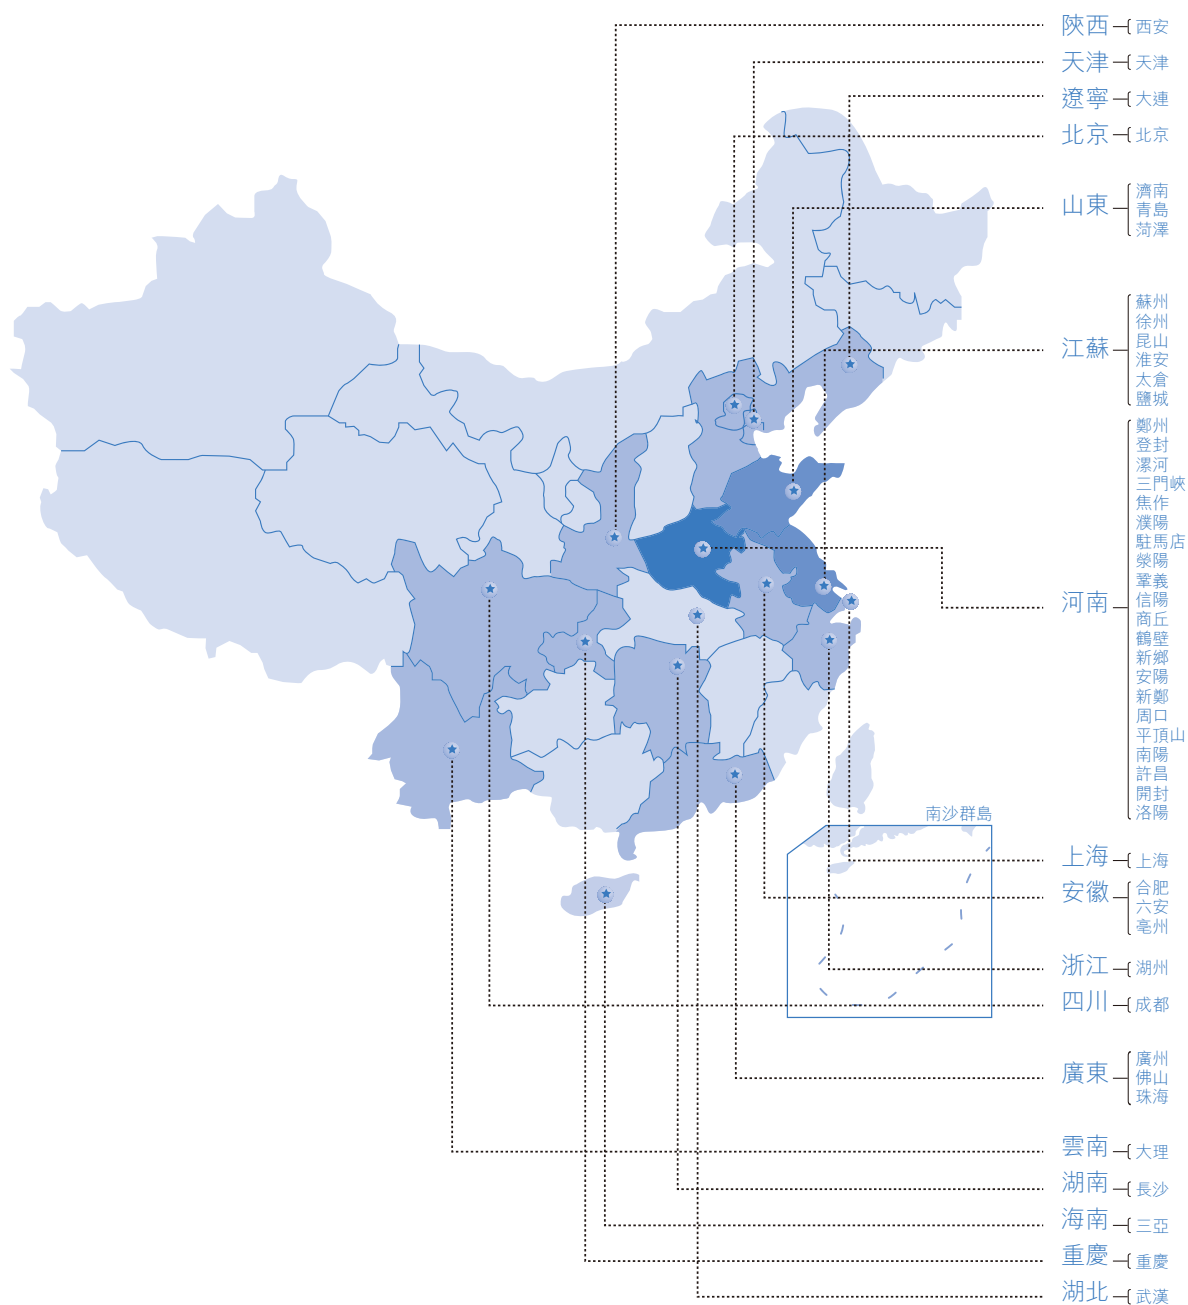 陝西
西安
天津
天津
遼寧
大連
北京
北京
山東
濟南
青島
菏澤
江蘇
蘇州
徐州
昆山
淮安
太倉
鹽城
河南
鄭州
登封
漯河
三門峽
焦作
濮陽
駐馬店
滎陽
鞏義
信陽
商丘
鶴壁
新鄉
安陽
新鄭
周口
平頂山
南陽
許昌
開封
洛陽
南沙群島
上海
上海
安徽
合肥
六安
亳州
浙江
湖州
四川
成都
廣東
廣州
佛山
珠海
雲南
大理
湖南
長沙
海南
三亞
重慶
重慶
湖北
武漢